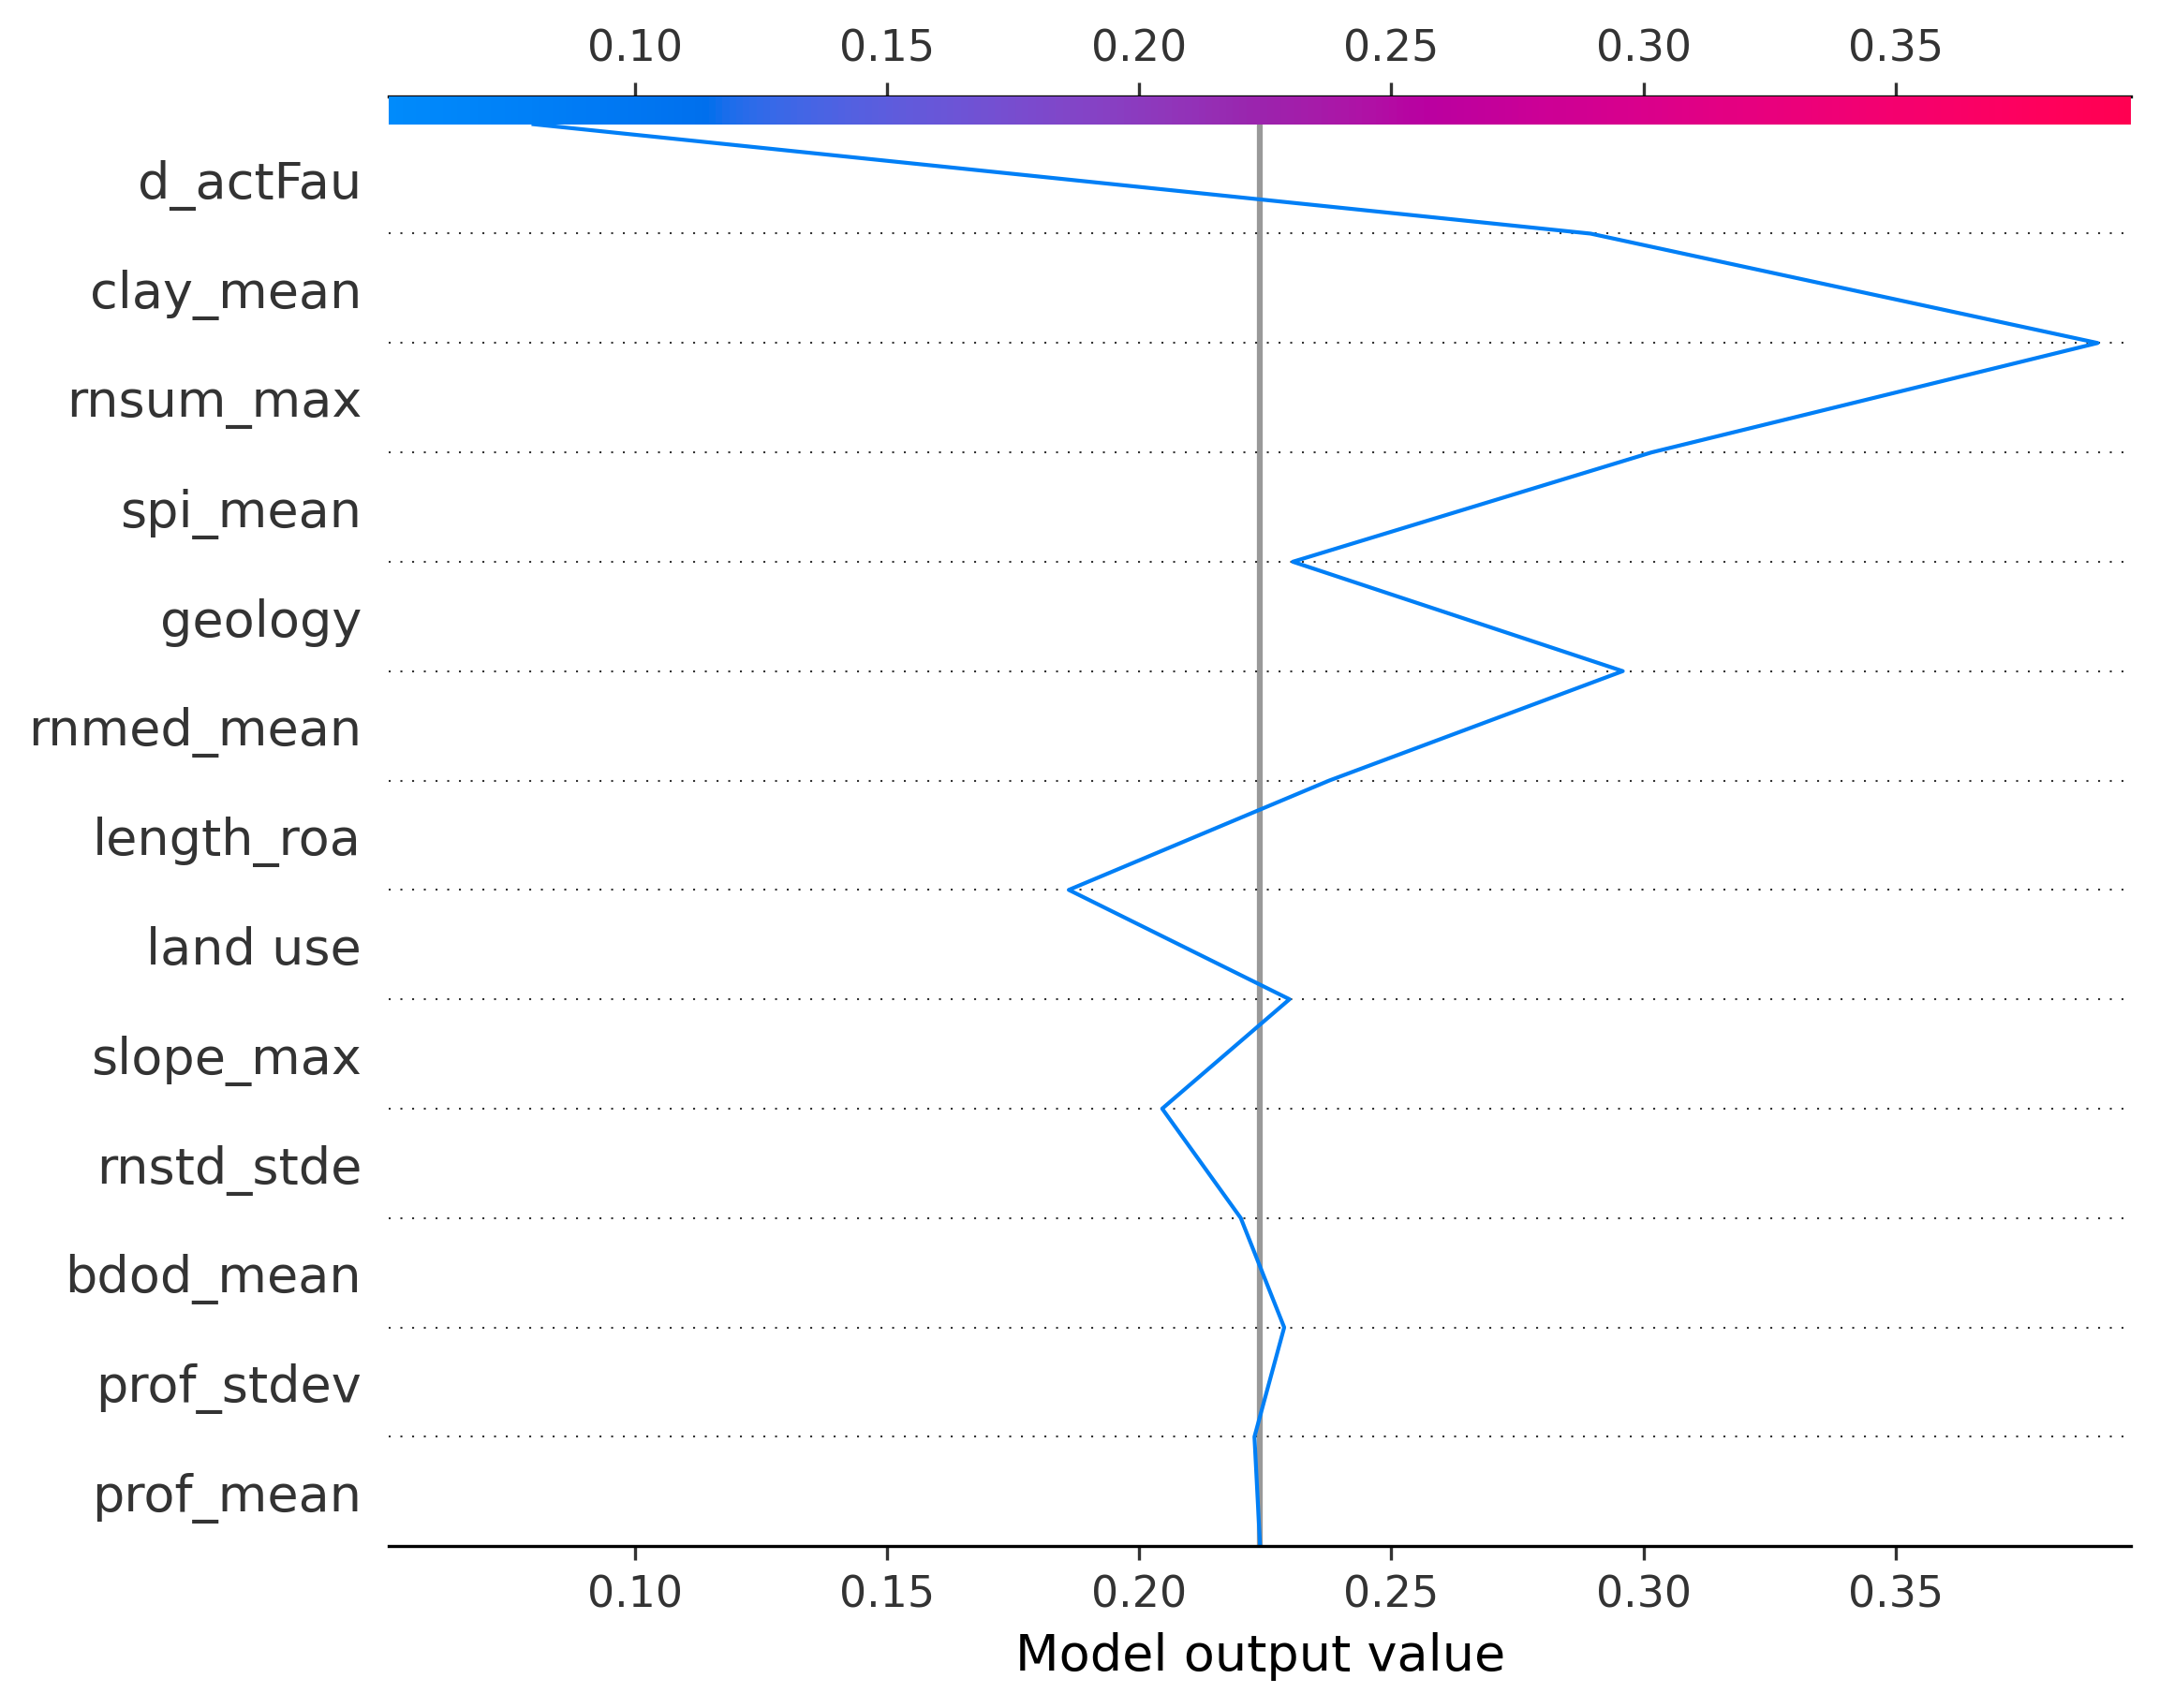 0.10 0.15 0.20 0.25 0.30 0.35
d_actFau
clay_mean
rnsum_max
spi_mean
geology
rnmed_mean
length_roa
land use
slope_max
rnstd_stde
bdod_mean
prof_stdev
prof_mean
0.10 0.15 0.20 0.25 0.30 0.35
Model output value